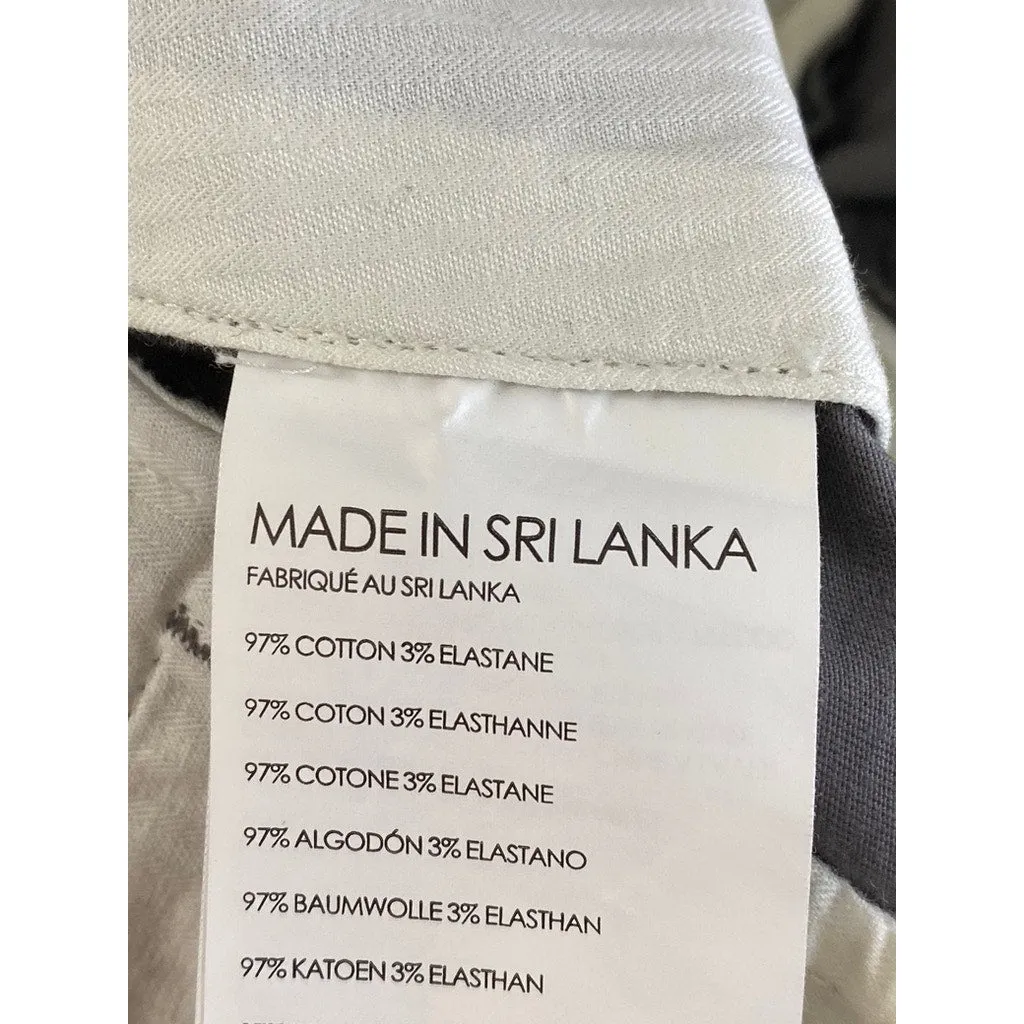 MADE IN SRI LANKA
FABRIQUÉ AU SRI LANKA
97% COTTON 3% ELASTANE
97% COTON 3% ELASTHANNE
97% COTONE 3% ELASTANE
97% ALGODÓN 3% ELASTANO
97% BAUMWOLLE 3% ELASTHAN
97% KATOEN 3% ELASTHAN